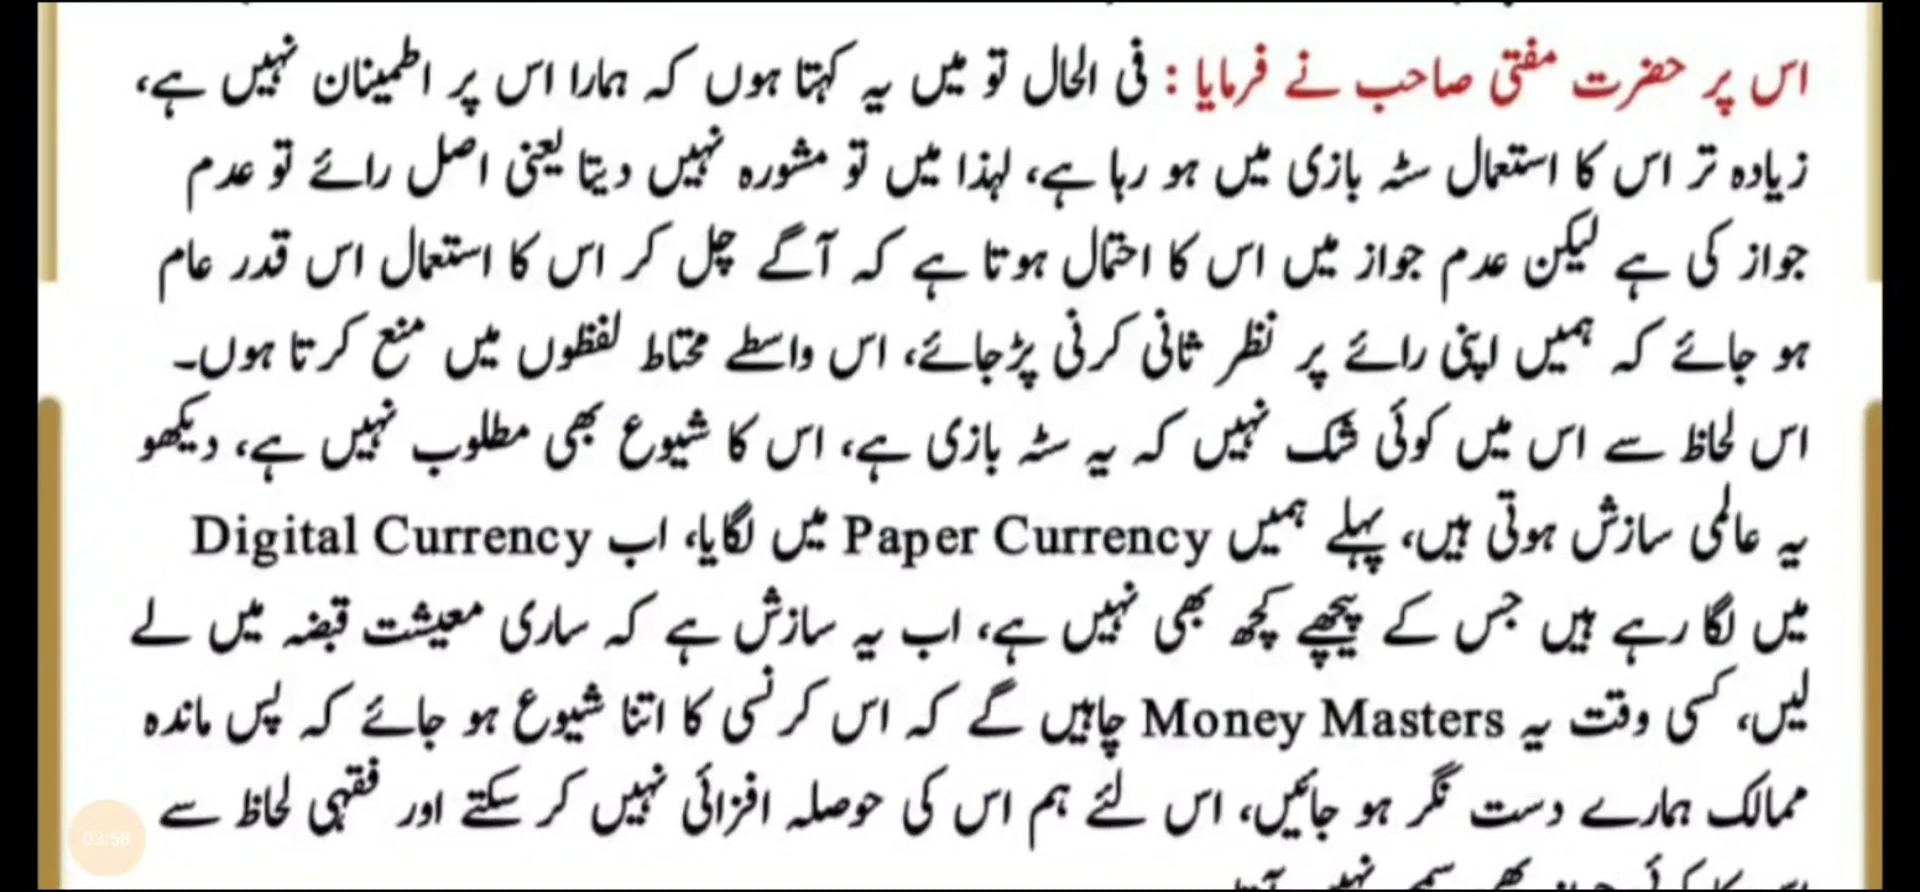 اس پر حضرت مفتی صاحب نے فرمایا : فی الحال تو میں یہ کہتا ہوں کہ ہمارا اس پر اطمینان نہیں ہے،
زیادہ تر اس کا استعمال سٹہ بازی میں ہو رہا ہے، لہذا میں تو مشورہ نہیں دیتا یعنی اصل رائے تو عدم
جواز کی ہے لیکن عدم جواز میں اس کا احتمال ہوتا ہے کہ آگے چل کر اس کا استعمال اس قدر عام
ہو جائے کہ ہمیں اپنی رائے پر نظر ثانی کرنی پڑجائے، اس واسطے محتاط لفظوں میں منع کرتا ہوں۔
اس لحاظ سے اس میں کوئی شک نہیں کہ یہ سٹہ بازی ہے، اس کا شیوع بھی مطلوب نہیں ہے، دیکھو
یہ عالمی سازش ہوتی ہیں، پہلے ہمیں Paper Currency میں لگایا، اب Digital Currency
میں لگا رہے ہیں جس کے پیچھے کچھ بھی نہیں ہے، اب یہ سازش ہے کہ ساری معیشت قبضہ میں لے
لیں، کسی وقت یہ Money Masters چاہیں گے کہ اس کرنسی کا اتنا شیوع ہو جائے کہ پس ماندہ
ممالک ہمارے دست نگر ہو جائیں، اس لئے ہم اس کی حوصلہ افزائی نہیں کر سکتے اور فقہی لحاظ سے
03:58